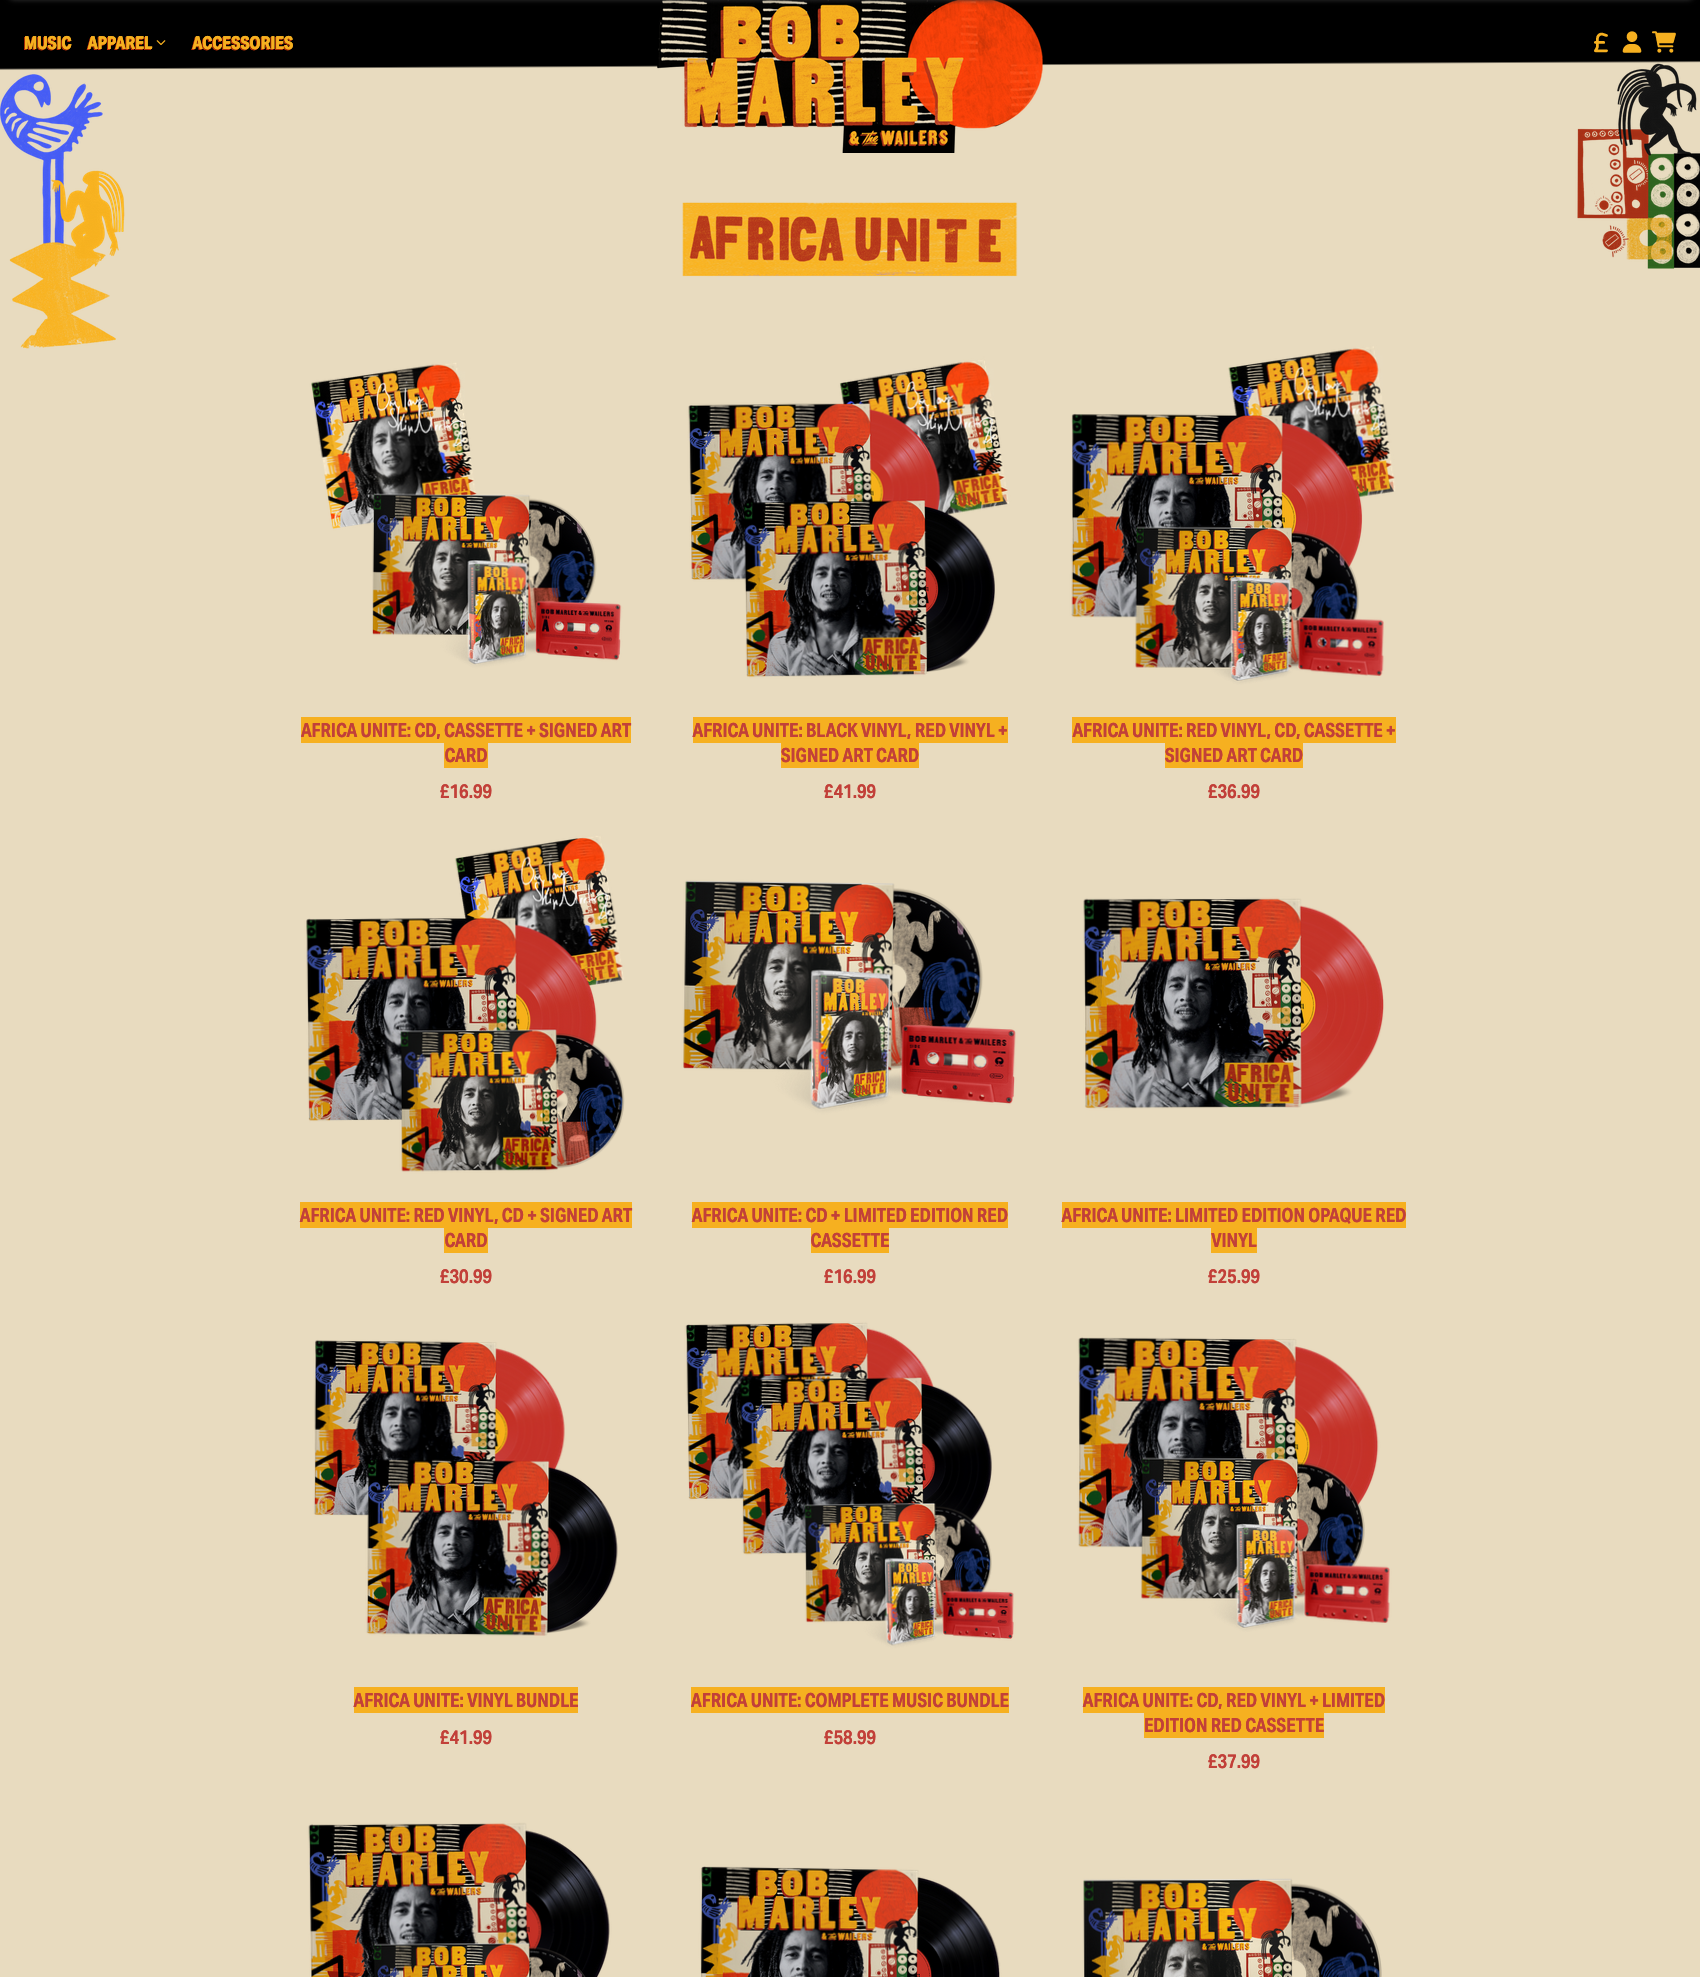 MUSIC APPAREL ACCESSORIES
£
BOB
MARLEY
& The WAILERS
AFRICA UNITE
AFRICA UNITE: CD, CASSETTE + SIGNED ART
CARD
£16.99
AFRICA UNITE: BLACK VINYL, RED VINYL +
SIGNED ART CARD
£41.99
AFRICA UNITE: RED VINYL, CD, CASSETTE +
SIGNED ART CARD
£36.99
AFRICA UNITE: RED VINYL, CD + SIGNED ART
CARD
£30.99
AFRICA UNITE: CD + LIMITED EDITION RED
CASSETTE
£16.99
AFRICA UNITE: LIMITED EDITION OPAQUE RED
VINYL
£25.99
AFRICA UNITE: VINYL BUNDLE
£41.99
AFRICA UNITE: COMPLETE MUSIC BUNDLE
£58.99
AFRICA UNITE: CD, RED VINYL + LIMITED
EDITION RED CASSETTE
£37.99